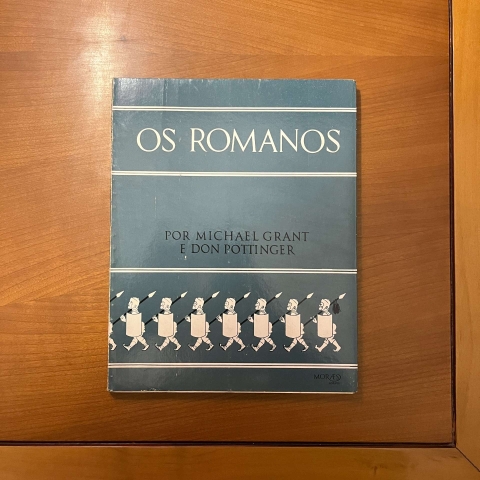 OS ROMANOS
POR MICHAEL GRANT
E DON POTTINGER